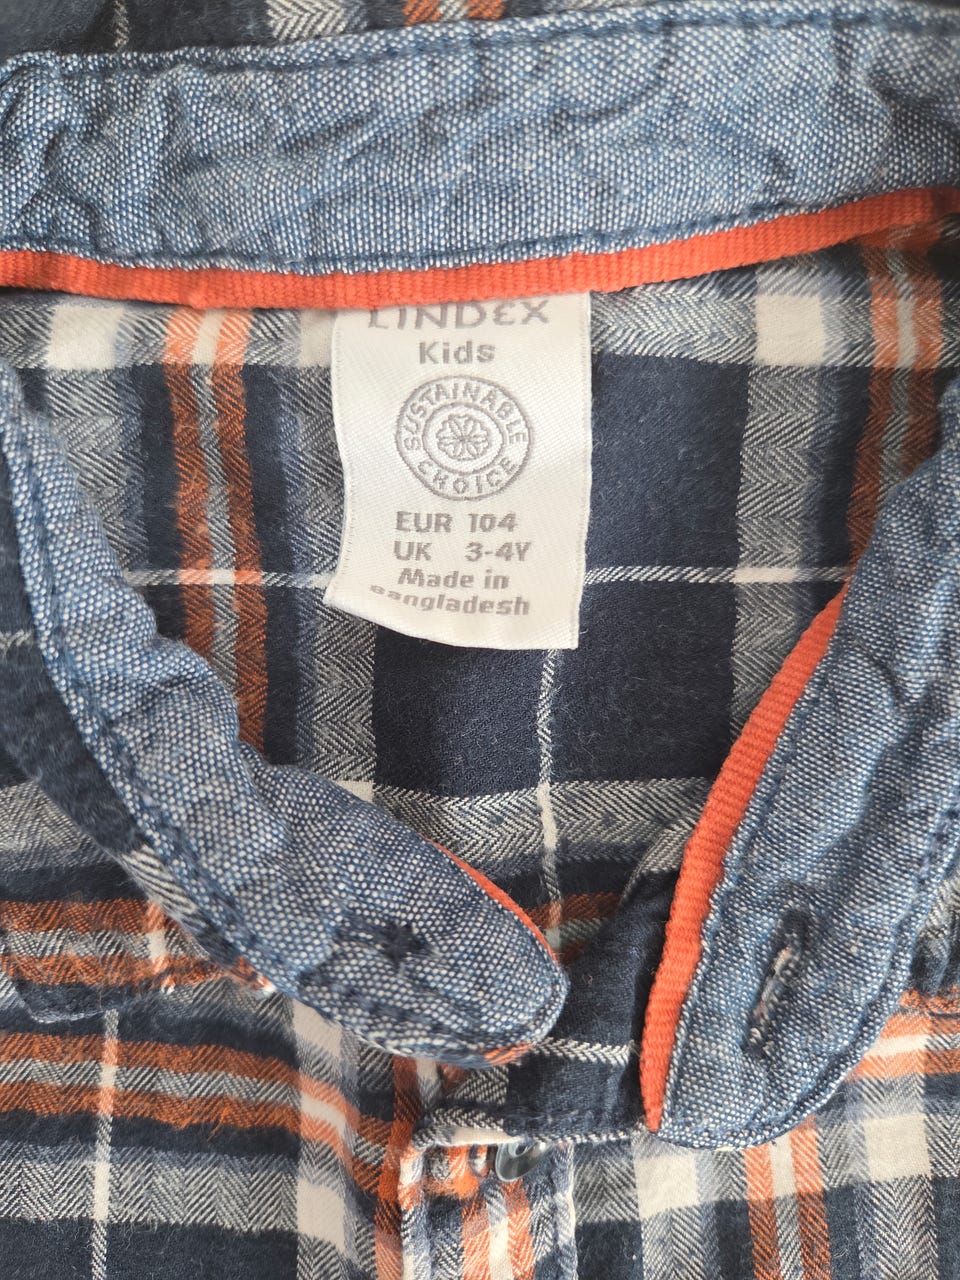 LINDEX
Kids
SUSTAINABLE
CHOICE
EUR 104
UK 3-4Y
Made in
Bangladesh